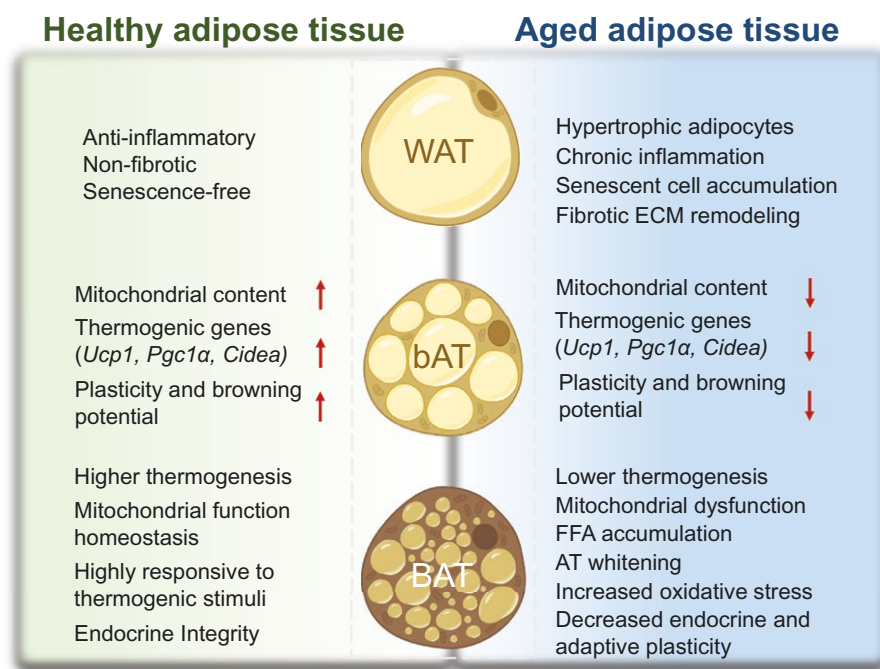 Healthy adipose tissue
Aged adipose tissue
Anti-inflammatory
Non-fibrotic
Senescence-free
WAT
Hypertrophic adipocytes
Chronic inflammation
Senescent cell accumulation
Fibrotic ECM remodeling
Mitochondrial content
Thermogenic genes
(Ucp1, Pgc1α, Cidea)
Plasticity and browning
potential
bAT
Mitochondrial content
Thermogenic genes
(Ucp1, Pgc1α, Cidea)
Plasticity and browning
potential
Higher thermogenesis
Mitochondrial function
homeostasis
Highly responsive to
thermogenic stimuli
Endocrine Integrity
BAT
Lower thermogenesis
Mitochondrial dysfunction
FFA accumulation
AT whitening
Increased oxidative stress
Decreased endocrine and
adaptive plasticity